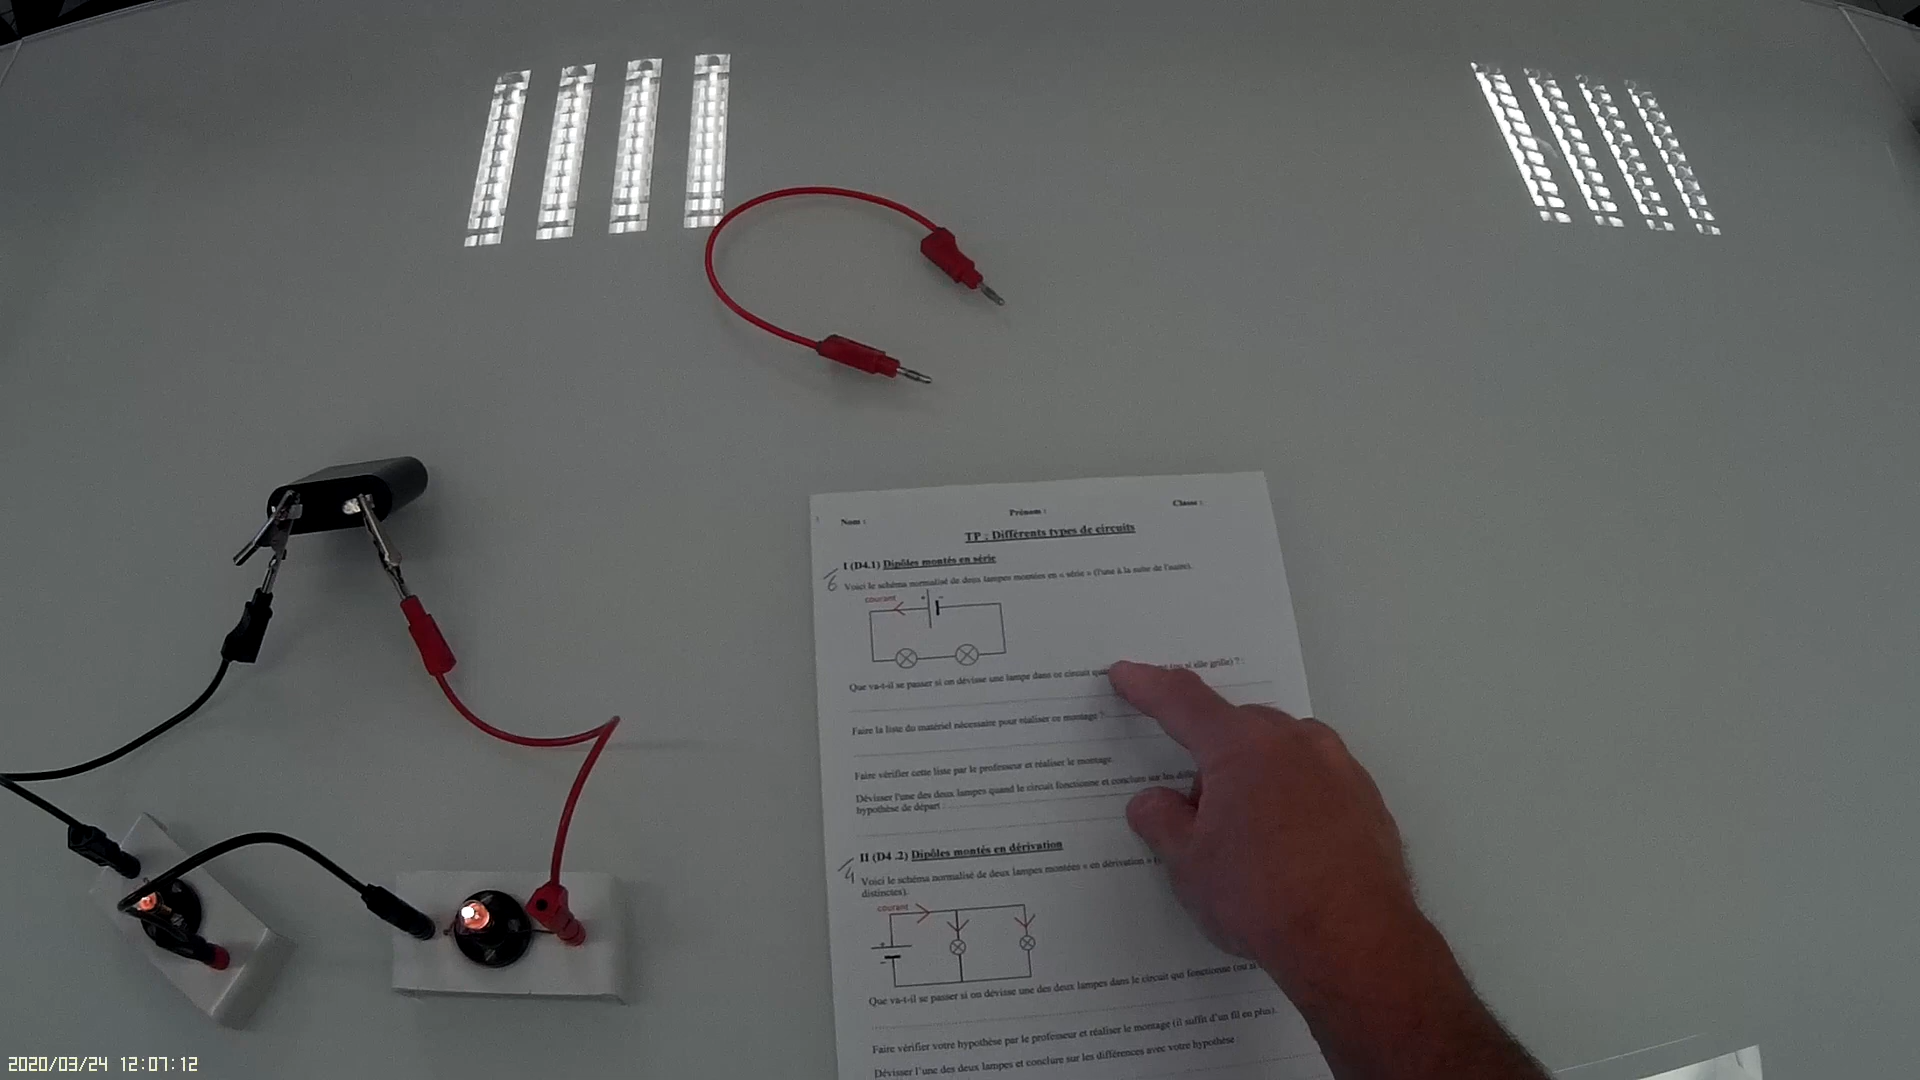 Nom :
Prénom :
Classe :
TP : Différents types de circuits
I (D4.1) Dipôles montés en série
6
Voici le schéma normalisé de deux lampes montées en « série » (l'une à la suite de l'autre).
courant
+ -
Que va-t-il se passer si on dévisse une lampe dans ce circuit (ou si elle grille) ? :
Faire la liste du matériel nécessaire pour réaliser ce montage ?
Faire vérifier cette liste par le professeur et réaliser le montage.
Dévisser l'une des deux lampes quand le circuit fonctionne et conclure sur les
hypothèse de départ :
II (D4 .2) Dipôles montés en dérivation
4
Voici le schéma normalisé de deux lampes montées « en dérivation »
distinctes).
courant
+
-
Que va-t-il se passer si on dévisse une des deux lampes dans le circuit qui fonctionne (ou si
Faire vérifier votre hypothèse par le professeur et réaliser le montage (il suffit d'un fil en plus).
Dévisser l'une des deux lampes et conclure sur les différences avec votre hypothèse
2020/03/24 12:07:12